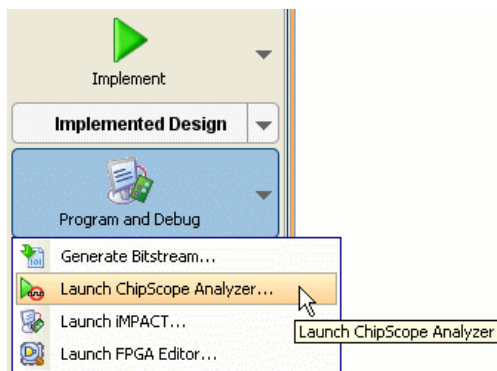 Implement
Implemented Design
Program and Debug
Generate Bitstream...
Launch ChipScope Analyzer...
Launch iMPACT...
Launch ChipScope Analyzer
Launch FPGA Editor...